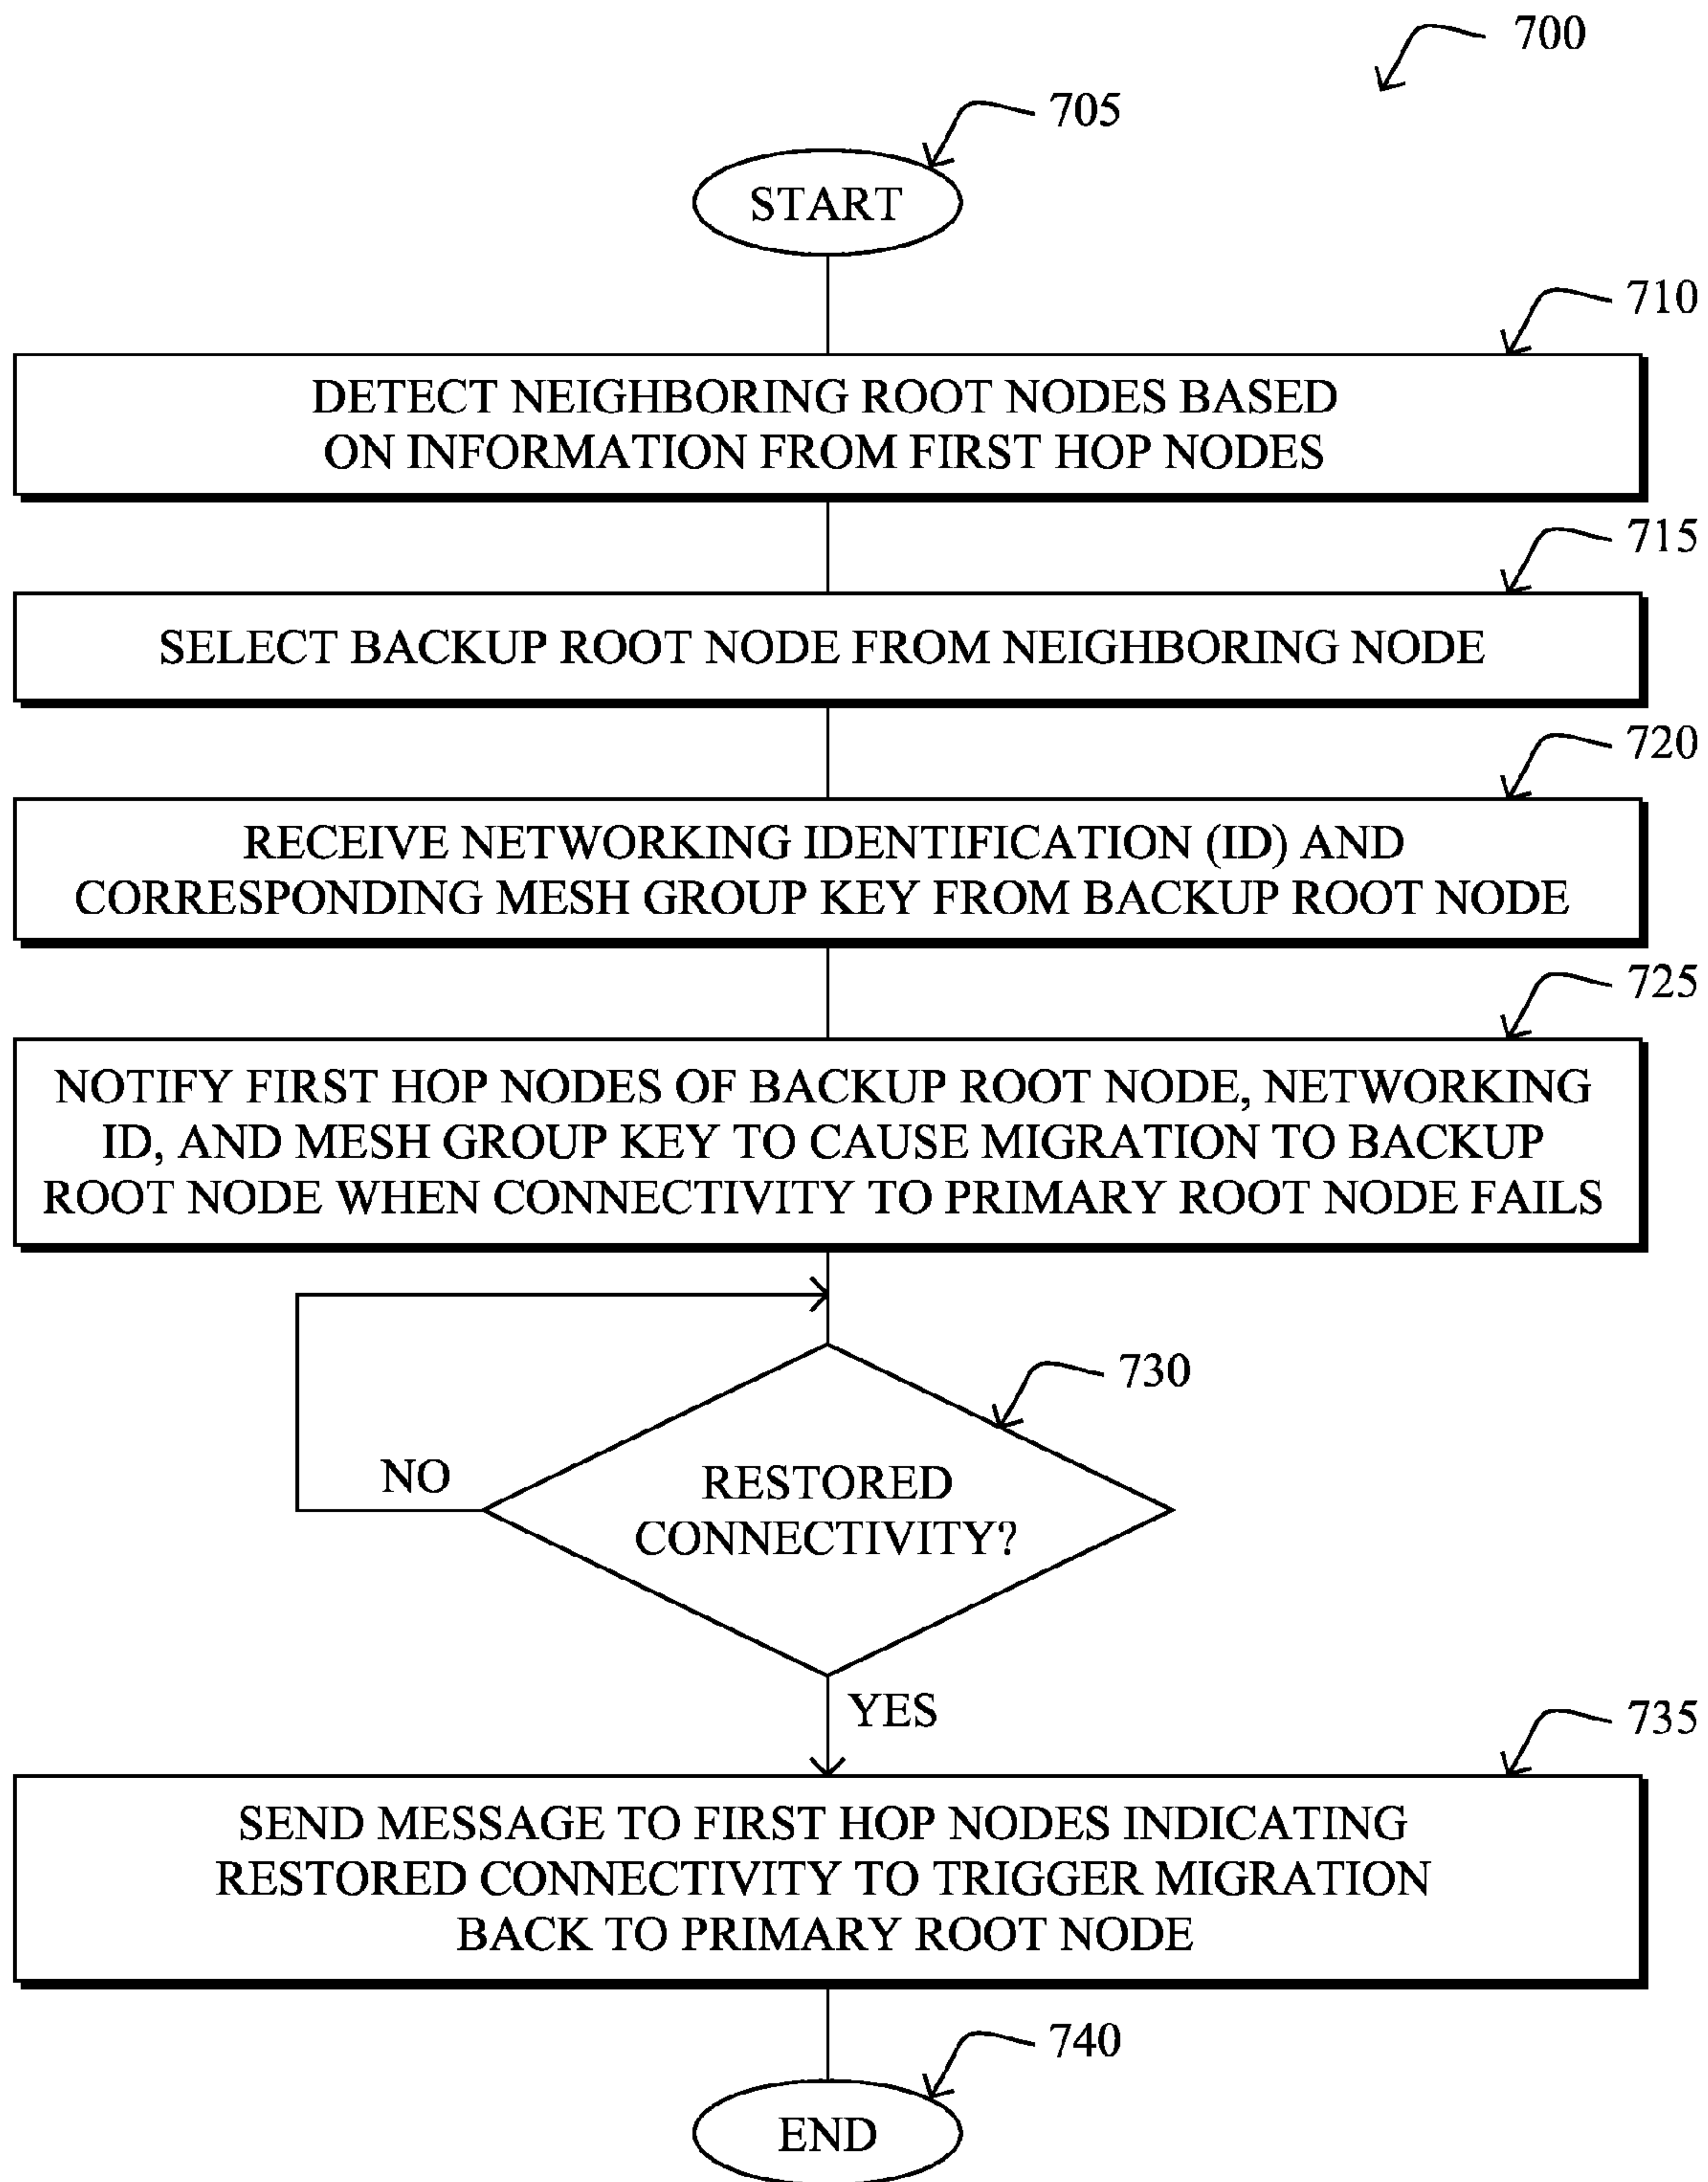 700
705
START
710
DETECT NEIGHBORING ROOT NODES BASED
ON INFORMATION FROM FIRST HOP NODES
715
SELECT BACKUP ROOT NODE FROM NEIGHBORING NODE
720
RECEIVE NETWORKING IDENTIFICATION (ID) AND
CORRESPONDING MESH GROUP KEY FROM BACKUP ROOT NODE
725
NOTIFY FIRST HOP NODES OF BACKUP ROOT NODE, NETWORKING
ID, AND MESH GROUP KEY TO CAUSE MIGRATION TO BACKUP
ROOT NODE WHEN CONNECTIVITY TO PRIMARY ROOT NODE FAILS
730
NO
RESTORED
CONNECTIVITY?
YES
735
SEND MESSAGE TO FIRST HOP NODES INDICATING
RESTORED CONNECTIVITY TO TRIGGER MIGRATION
BACK TO PRIMARY ROOT NODE
740
END